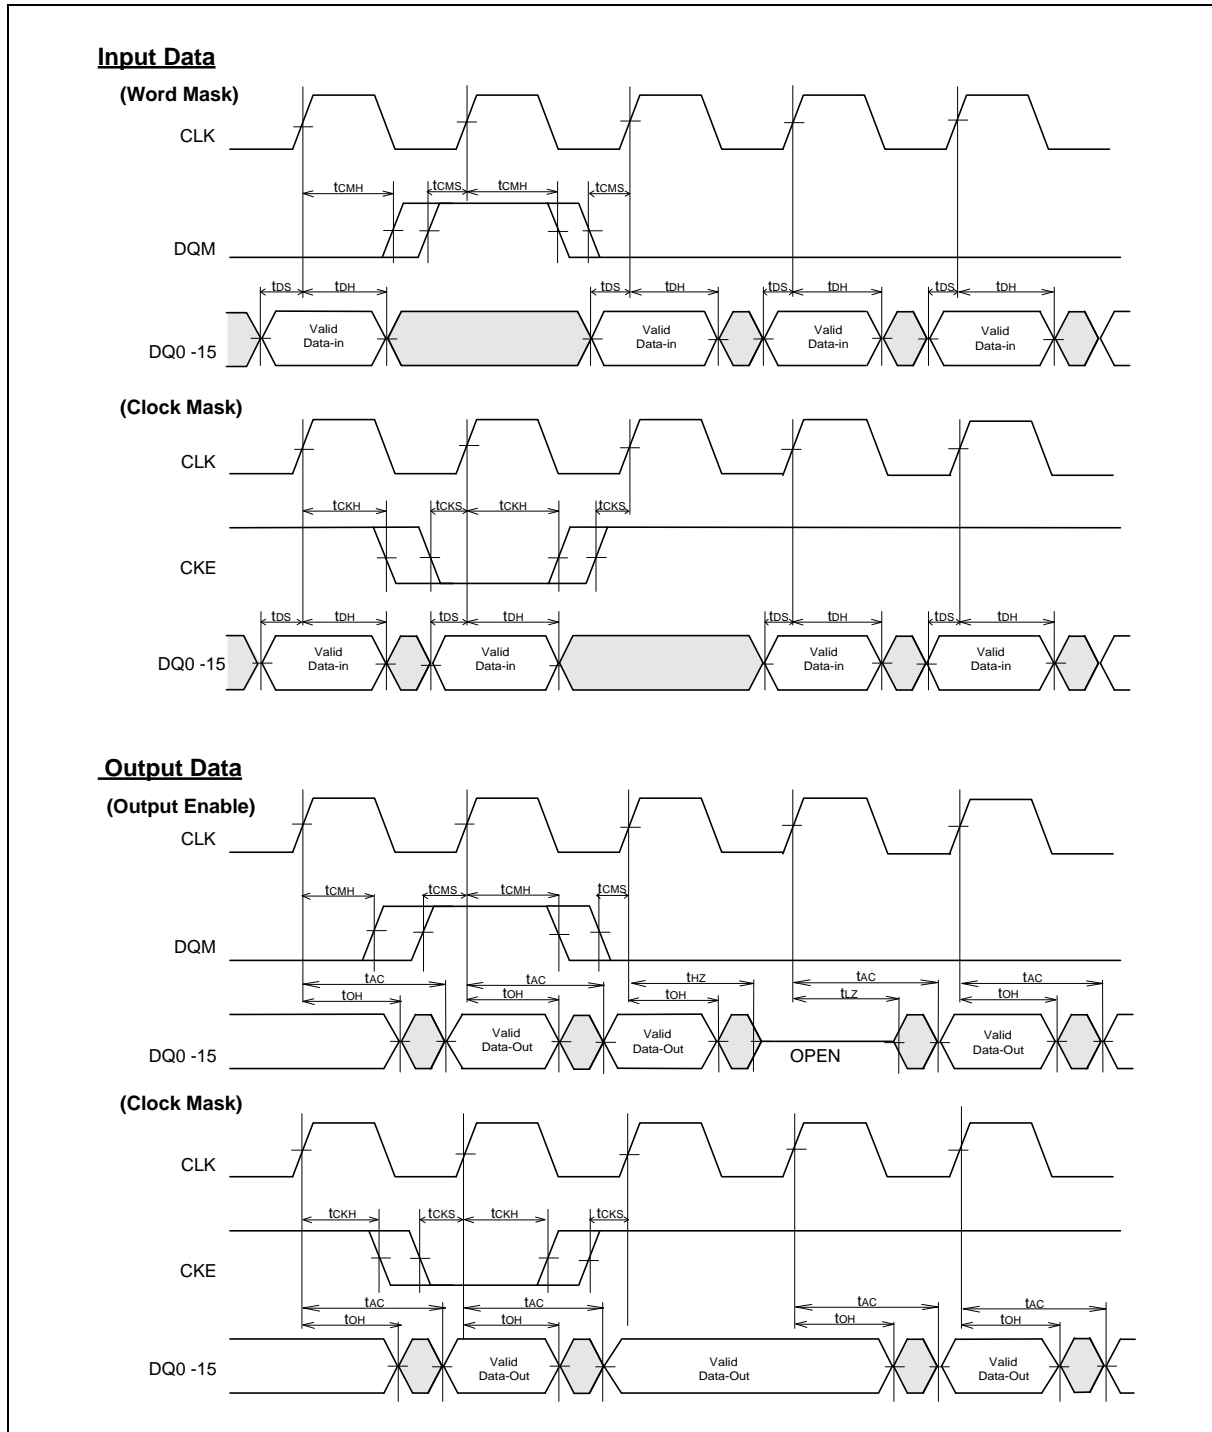 Input Data
(Word Mask)
CLK
tCMH tCMS tCMH tCMS
DQM
tDS tDH tDS tDH tDS tDH tDS tDH
Valid Data-in Valid Data-in Valid Data-in Valid Data-in
DQ0 -15
(Clock Mask)
CLK
tCKH tCKS tCKH tCKS
CKE
tDS tDH tDS tDH tDS tDH tDS tDH
Valid Data-in Valid Data-in Valid Data-in Valid Data-in
DQ0 -15
Output Data
(Output Enable)
CLK
tCMH tCMS tCMH tCMS
DQM
tAC tAC tHZ tAC tAC
tOH tOH tOH tLZ tOH
Valid Data-Out Valid Data-Out Valid Data-Out
DQ0 -15 OPEN
(Clock Mask)
CLK
tCKH tCKS tCKH tCKS
CKE
tAC tAC tAC tAC
tOH tOH tOH tOH
Valid Data-Out Valid Data-Out Valid Data-Out
DQ0 -15